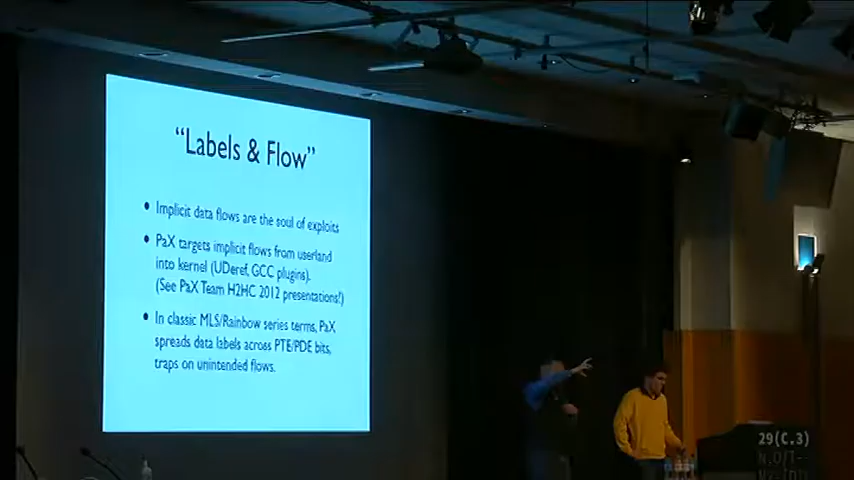 “Labels & Flow”
• Implicit data flows are the soul of exploits
• PaX targets implicit flows from userland
into kernel (UDeref, GCC plugins).
(See PaX Team H2HC 2012 presentations!)
• In classic MLS/Rainbow series terms, PaX
spreads data labels across PTE/PDE bits,
traps on unintended flows.
29(C.3)